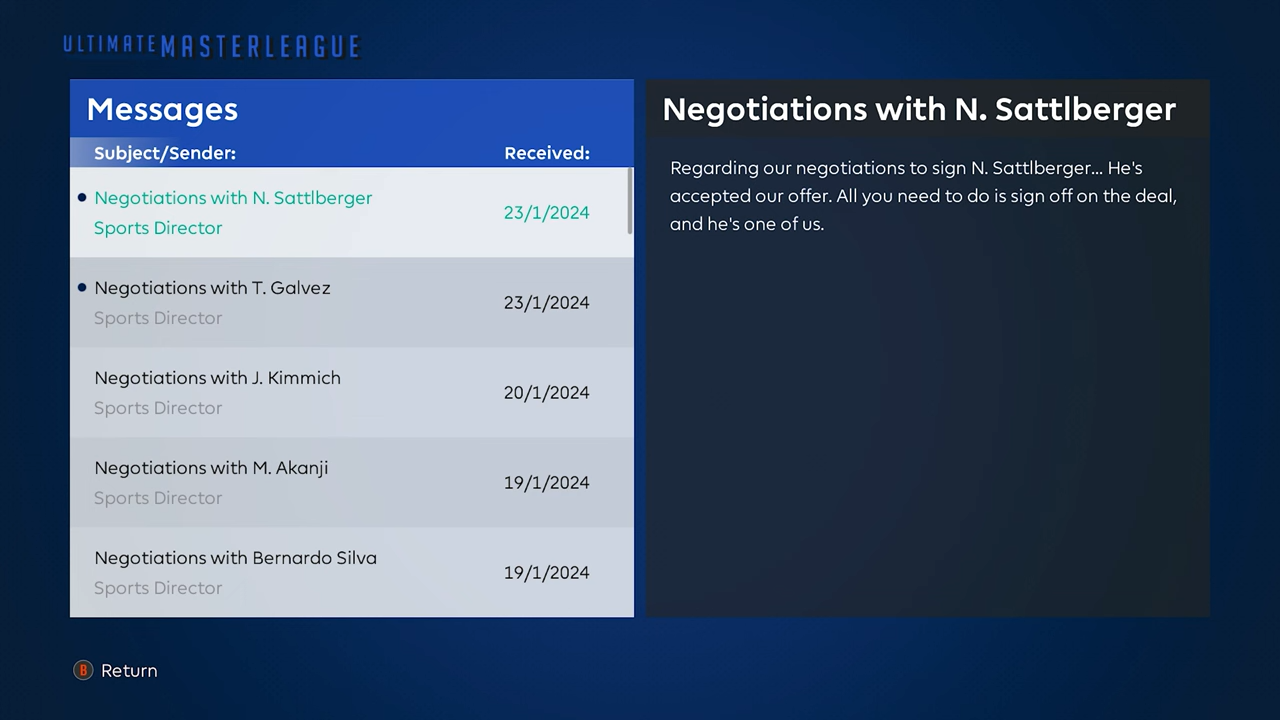 ULTIMATE MASTERLEAGUE
Messages
Subject/Sender: Received:
Negotiations with N. Sattlberger
Sports Director
23/1/2024
Negotiations with T. Galvez
Sports Director
23/1/2024
Negotiations with J. Kimmich
Sports Director
20/1/2024
Negotiations with M. Akanji
Sports Director
19/1/2024
Negotiations with Bernardo Silva
Sports Director
19/1/2024
Negotiations with N. Sattlberger
Regarding our negotiations to sign N. Sattlberger... He's
accepted our offer. All you need to do is sign off on the deal,
and he's one of us.
B Return